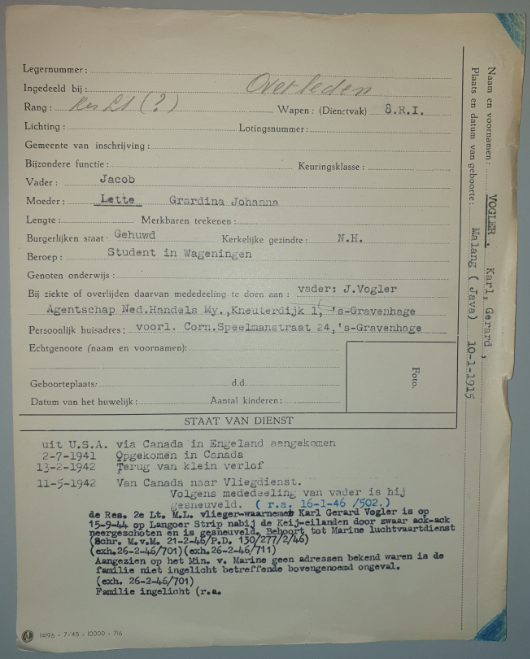 Legernummer:
Ingedeeld bij: Overleden
Rang: Res Lt (?) Wapen: (Dienstvak) 8.R.I.
Lichting: Lotingsnummer:
Gemeente van inschrijving:
Bijzondere functie: Keuringsklasse:
Vader: Jacob
Moeder: Lette Grardina Johanna
Lengte: Merkbaren teekenen:
Burgerlijken staat: Gehuwd Kerkelijke gezindre: N.H.
Beroep: Student in Wageningen
Genoten onderwijs:
Bij ziekte of overlijden daarvan mededeeling te doen aan: vader: J.Vogler
Agentschap Ned.Handels My.,Kneuterdijk 1, 's-Gravenhage
Persoonlijk huisadres: voorl. Corn.Speelmanstraat 24,'s-Gravenhage
Echtgenoote (naam en voornamen):
Geboorteplaats: d.d.
Datum van het huwelijk: Aantal kinderen:
Foto.
STAAT VAN DIENST
uit U.S.A. via Canada in Engeland aangekomen
2-7-1941 Opgekomen in Canada
13-2-1942 Terug van klein verlof
11-5-1942 Van Canada naar Vliegdienst.
Volgens mededeeling van vader is hij
gesneuveld. ( r.a. 16-1-46 /502.)
de Res. 2e Lt. M.L. vlieger-waarnemer Karl Gerard Vogler is op
15-9-44 op Langoer Strip nabij de Keij-eilanden door zwaar ack-ack
neergeschoten en is gesneuveld. Behoort tot Marine luchtvaartdienst
(Schr. M.v.M. 21-2-46/P.D. 130/277/2/46)
(exh.26-2-46/701)(exh.26-2-46/711)
Aangezien op het Min. v. Marine geen adressen bekend waren is de
familie niet ingelicht betreffende bovengenoemd ongeval.
(exh. 26-2-46/701)
Familie ingelicht (r.a.
Naam en voornamen: VOGLER, Karl, Gerard,
Plaats en datum van geboorte: Malang ( Java) 10-1-1915
14296 - 7-'45 - 10000 - 716